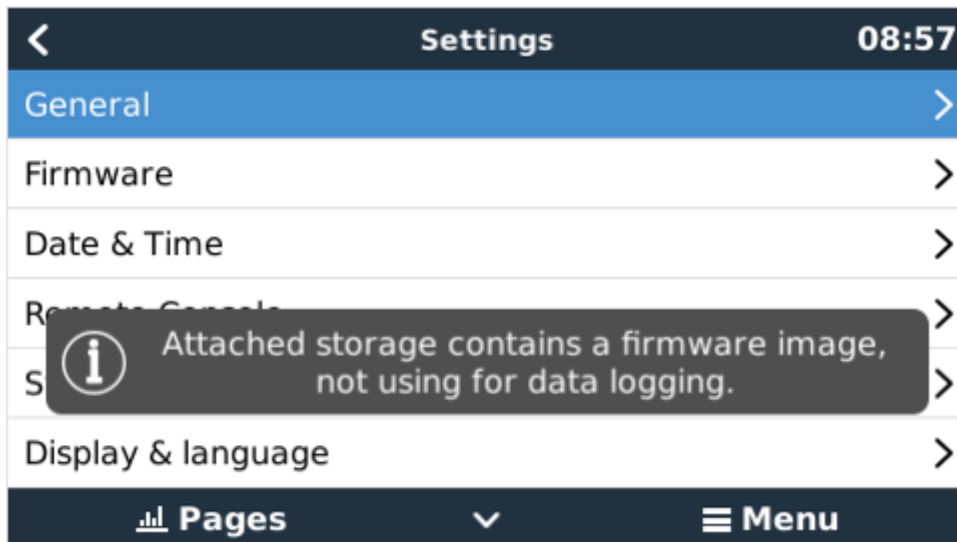 Settings
08:57
General
Firmware
Date & Time
Attached storage contains a firmware image,
not using for data logging.
Display & language
Pages
Menu